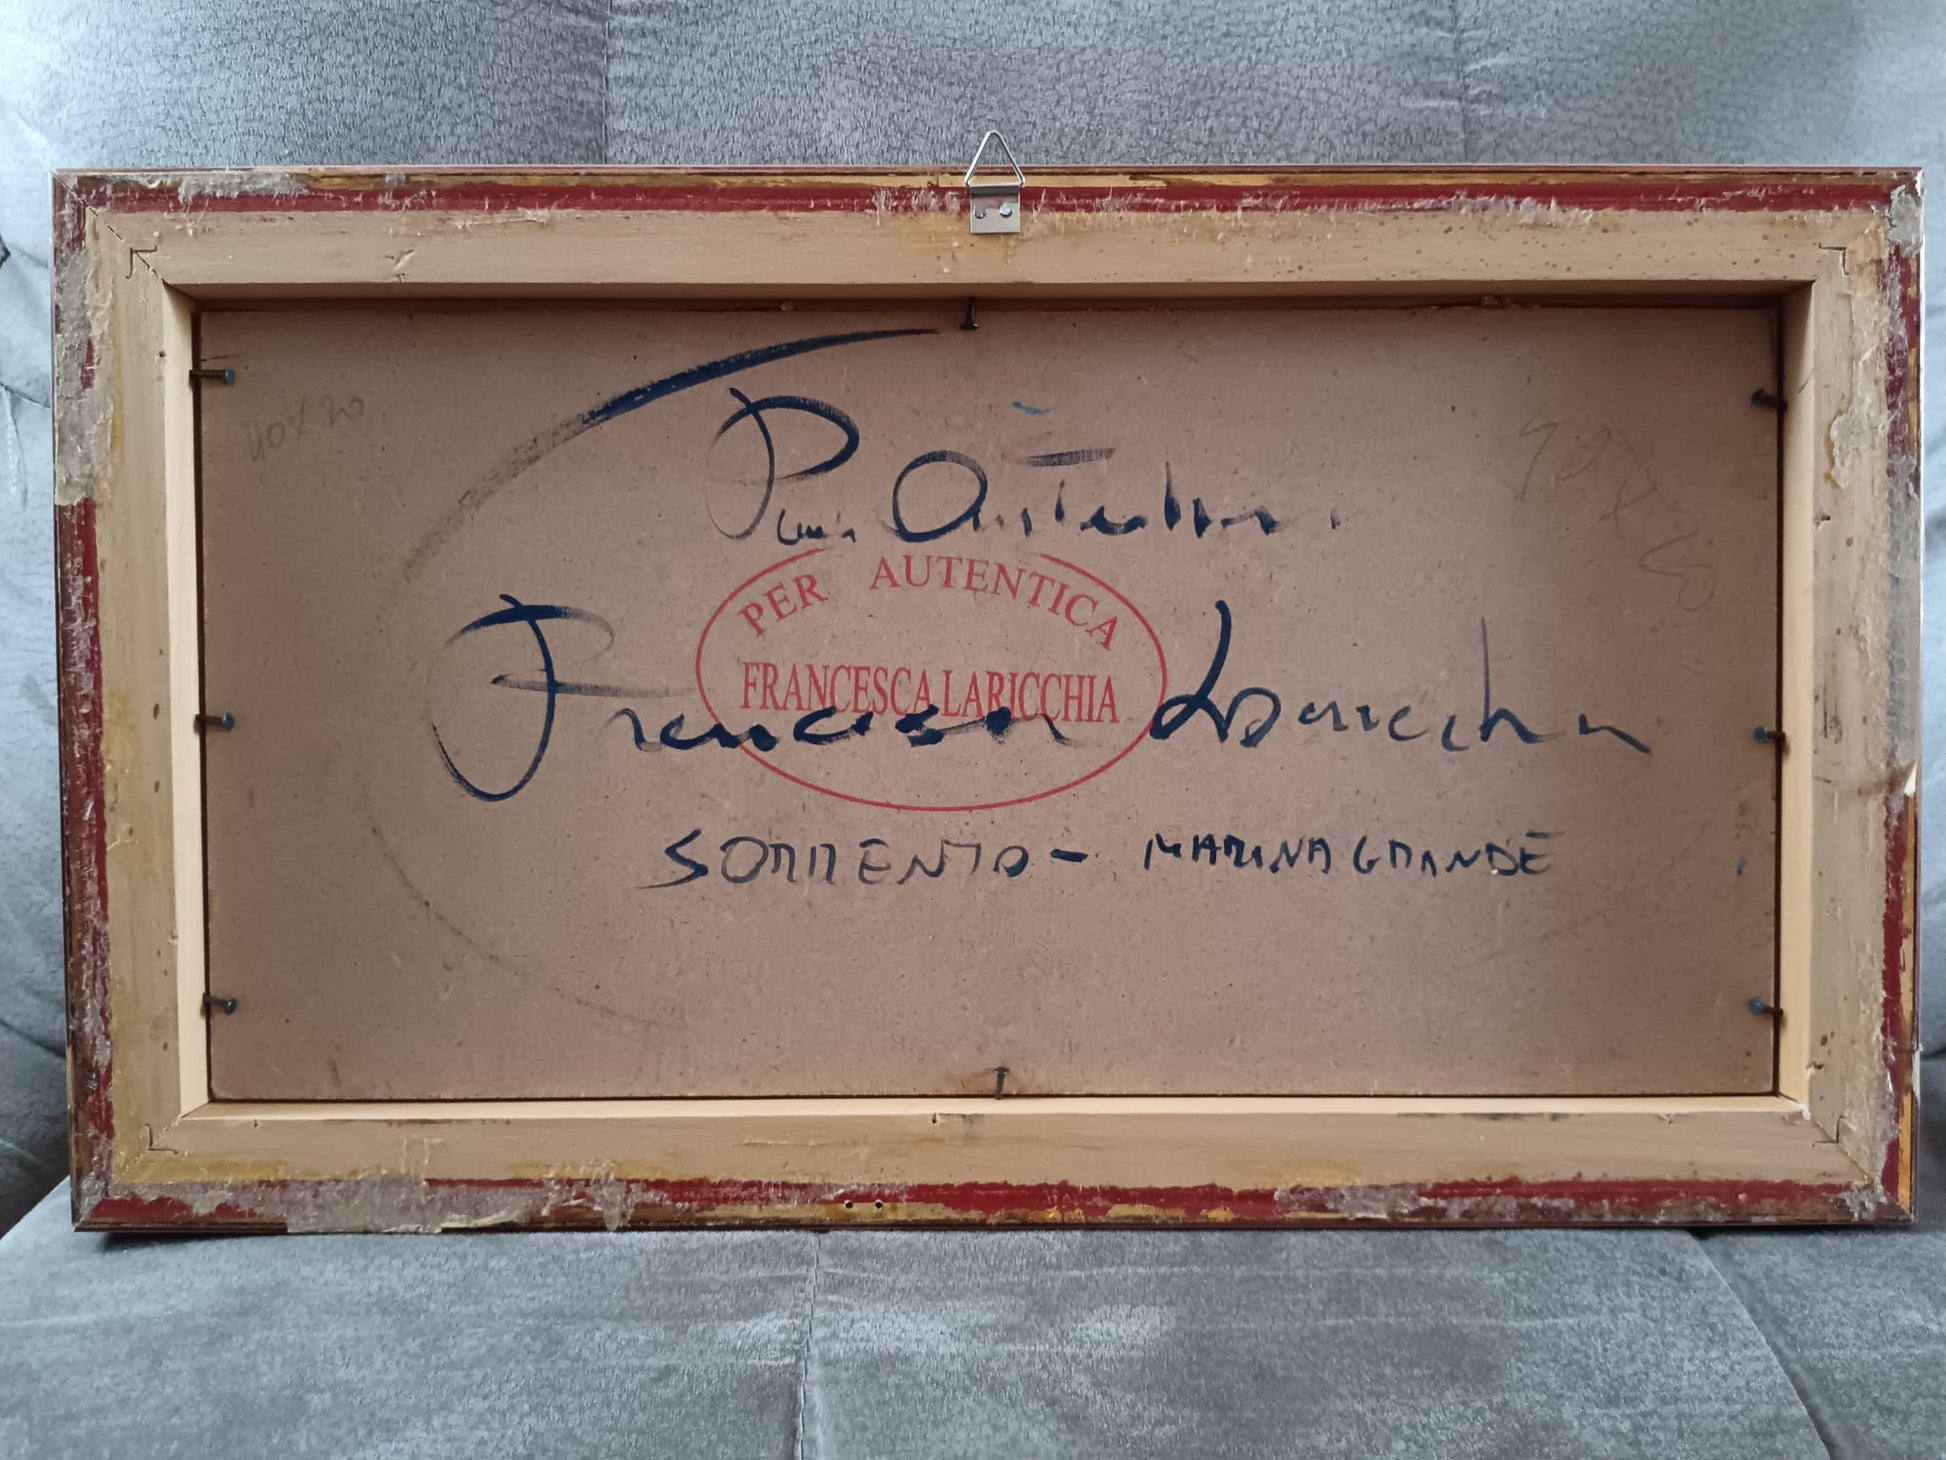 40x20
40x20
Per Autentica
PER AUTENTICA
FRANCESCA LARICCHIA
Francesca Laricchia
SORRENTO - MARINA GRANDE